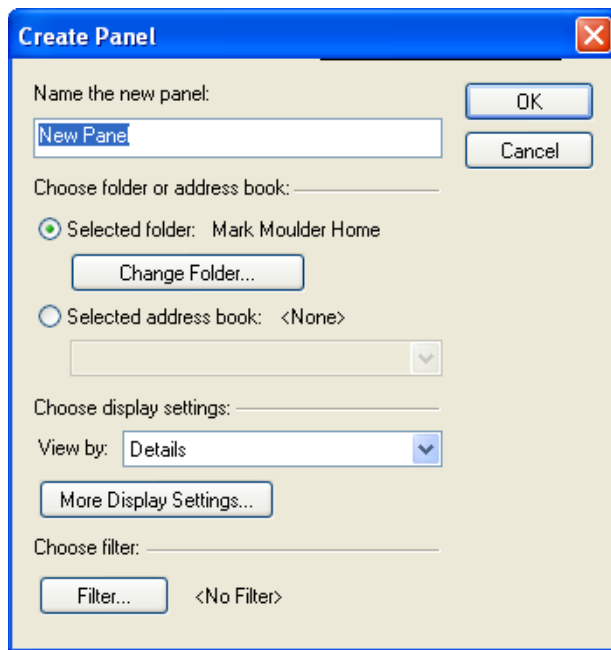 Create Panel
Name the new panel:
OK
New Panel
Cancel
Choose folder or address book:
Selected folder: Mark Moulder Home
Change Folder...
Selected address book: <None>
Choose display settings:
View by: Details
More Display Settings...
Choose filter:
Filter... <No Filter>